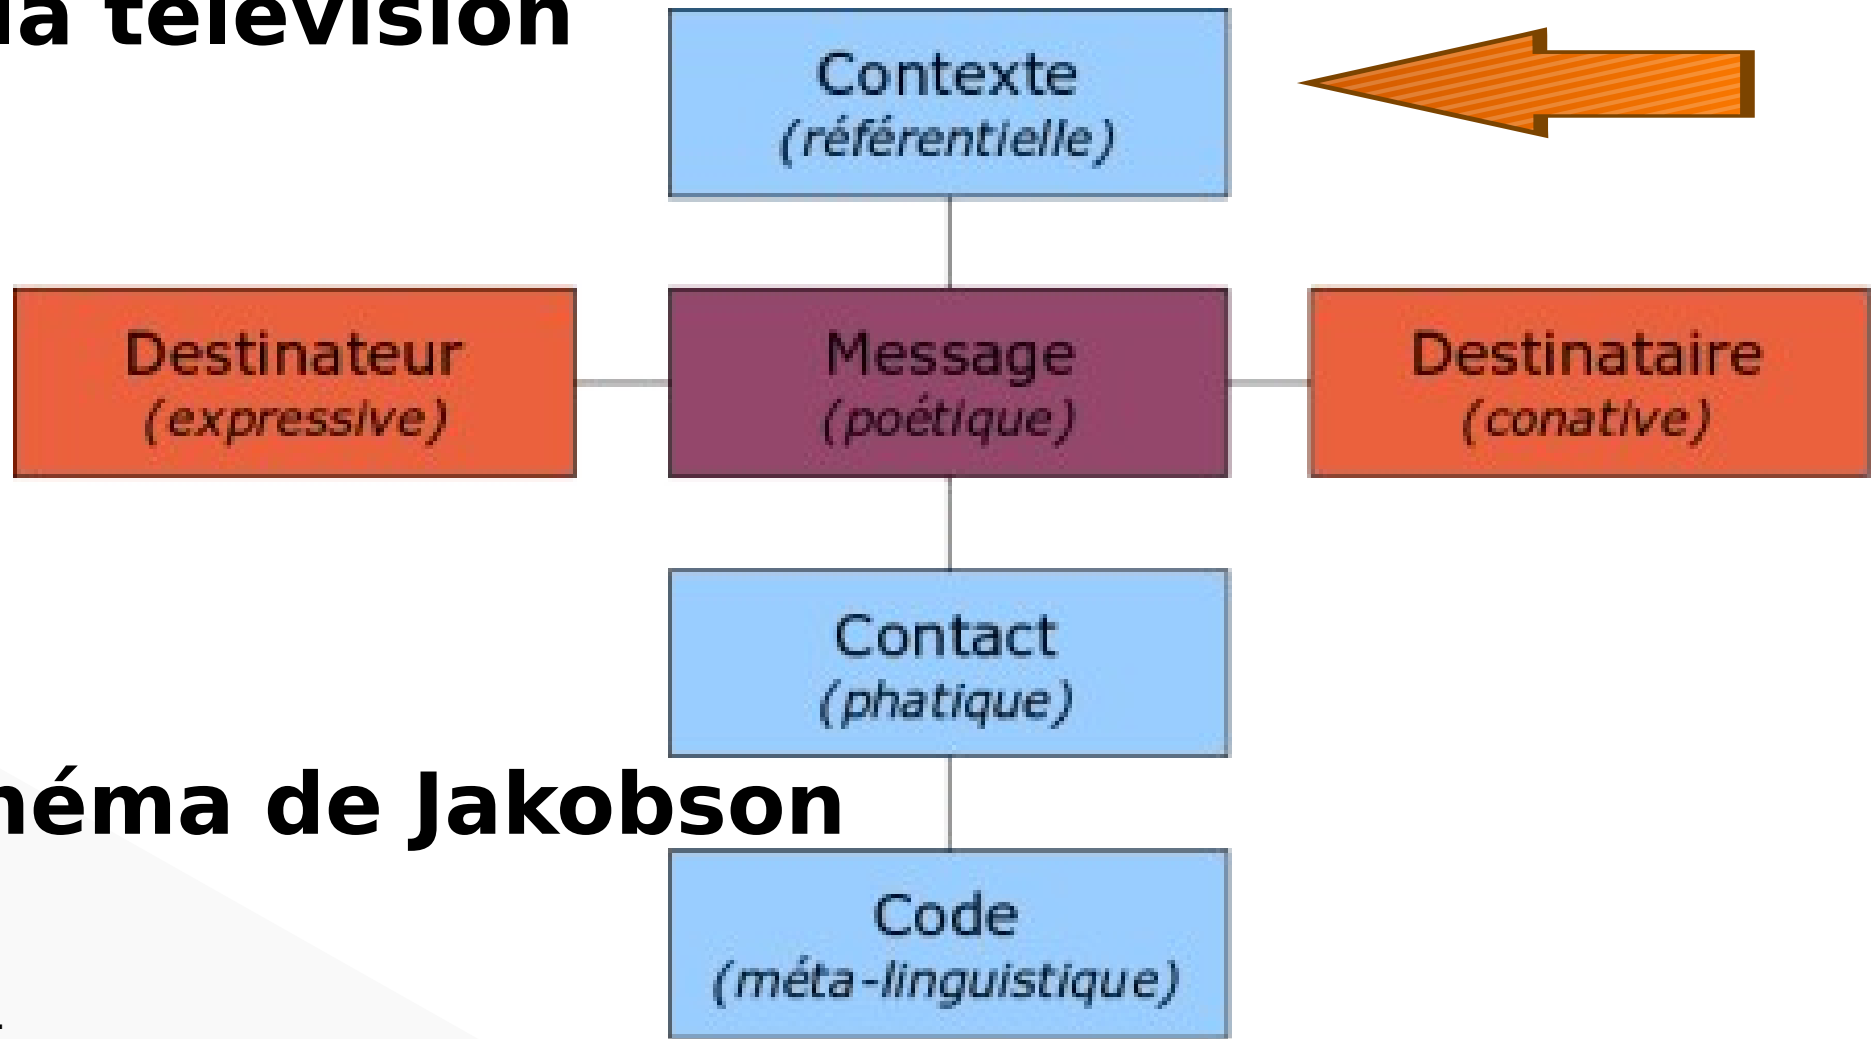 la télévision
Contexte
(référentielle)
Destinateur
(expressive)
Message
(poétique)
Destinataire
(conative)
Contact
(phatique)
héma de Jakobson
Code
(méta-linguistique)